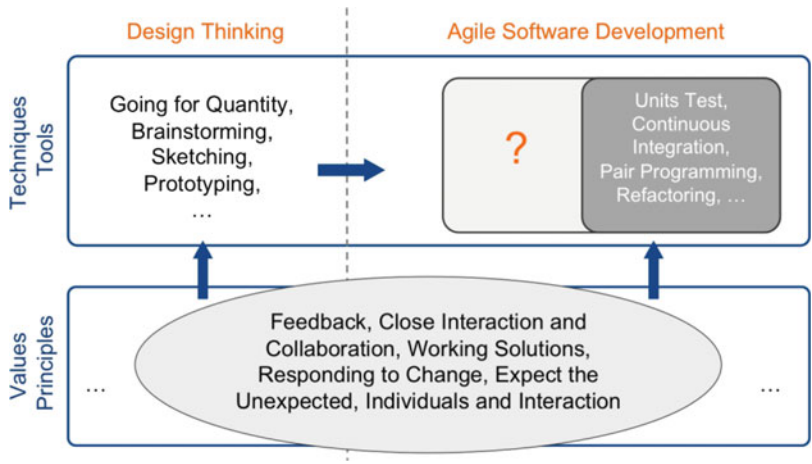 Design Thinking
Agile Software Development
Techniques
Tools
Going for Quantity,
Brainstorming,
Sketching,
Prototyping,
...
?
Units Test,
Continuous
Integration,
Pair Programming,
Refactoring, ...
Values
Principles
...
Feedback, Close Interaction and
Collaboration, Working Solutions,
Responding to Change, Expect the
Unexpected, Individuals and Interaction
...